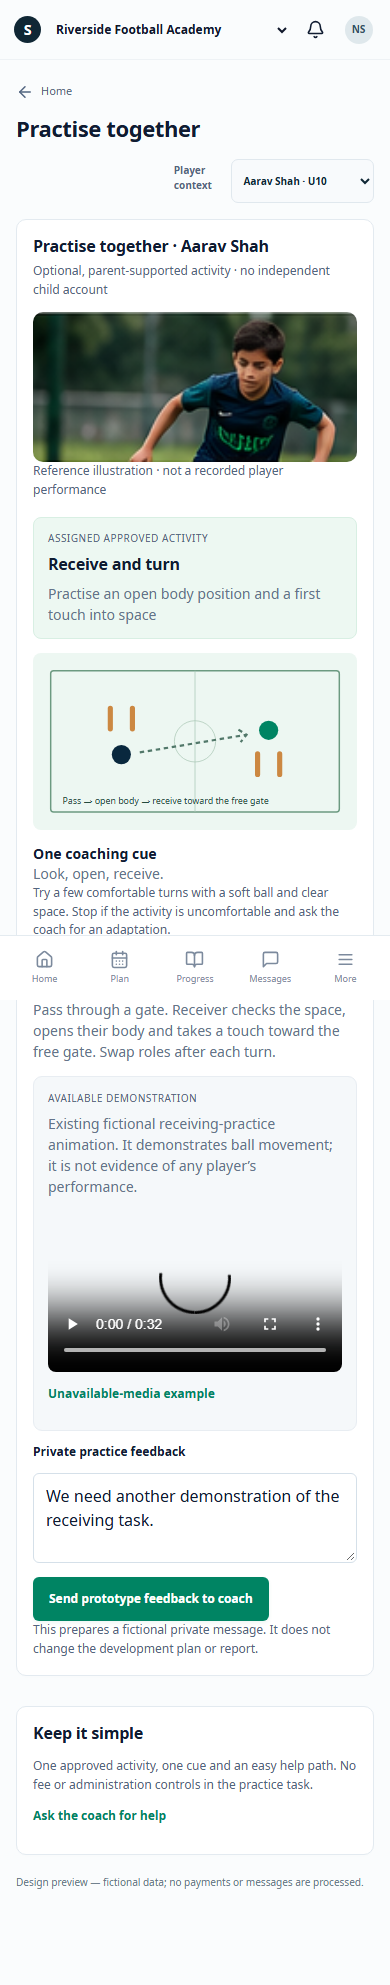 S Riverside Football Academy NS
Home
Practise together
Player
context
Aarav Shah · U10
Practise together · Aarav Shah
Optional, parent-supported activity · no independent
child account
Reference illustration · not a recorded player
performance
ASSIGNED APPROVED ACTIVITY
Receive and turn
Practise an open body position and a first
touch into space
Pass → open body → receive toward the free gate
One coaching cue
Look, open, receive.
Try a few comfortable turns with a soft ball and clear
space. Stop if the activity is uncomfortable and ask the
coach for an adaptation.
Home Plan Progress Messages More
Pass through a gate. Receiver checks the space,
opens their body and takes a touch toward the
free gate. Swap roles after each turn.
AVAILABLE DEMONSTRATION
Existing fictional receiving-practice
animation. It demonstrates ball movement;
it is not evidence of any player’s
performance.
0:00 / 0:32
Unavailable-media example
Private practice feedback
We need another demonstration of the
receiving task.
Send prototype feedback to coach
This prepares a fictional private message. It does not
change the development plan or report.
Keep it simple
One approved activity, one cue and an easy help path. No
fee or administration controls in the practice task.
Ask the coach for help
Design preview — fictional data; no payments or messages are processed.